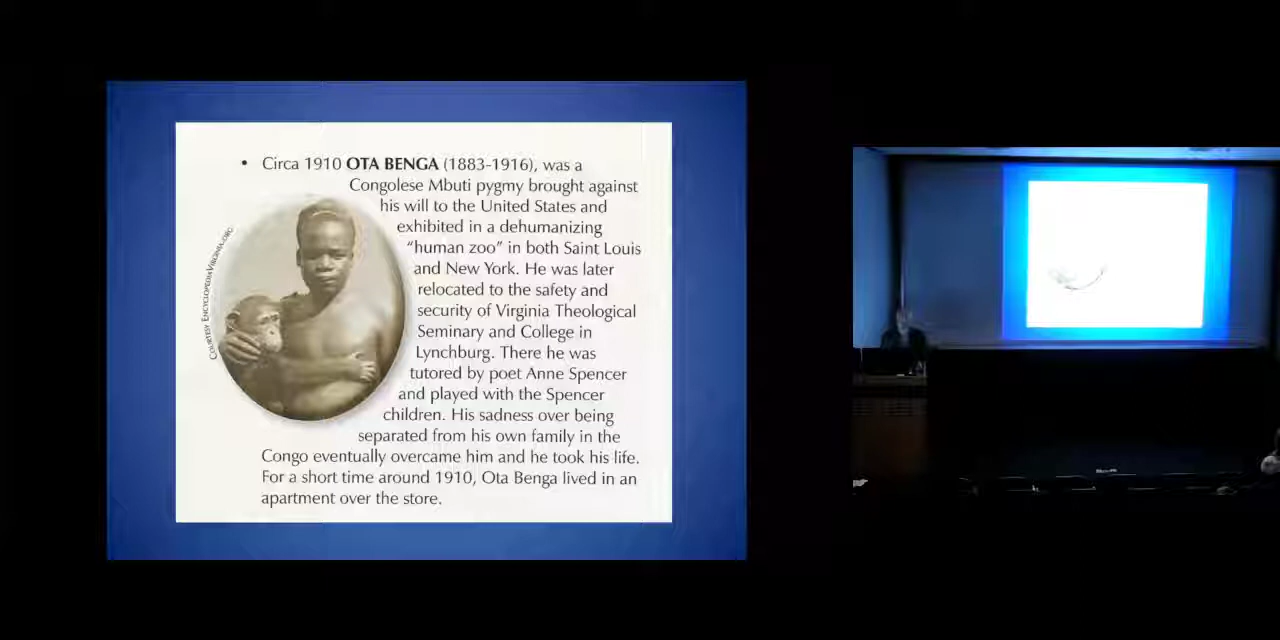 • Circa 1910 OTA BENGA (1883-1916), was a
Congolese Mbuti pygmy brought against
his will to the United States and
exhibited in a dehumanizing
“human zoo” in both Saint Louis
and New York. He was later
relocated to the safety and
security of Virginia Theological
Seminary and College in
Lynchburg. There he was
tutored by poet Anne Spencer
and played with the Spencer
children. His sadness over being
separated from his own family in the
Congo eventually overcame him and he took his life.
For a short time around 1910, Ota Benga lived in an
apartment over the store.
Courtesy EncyclopediaVirginia.org